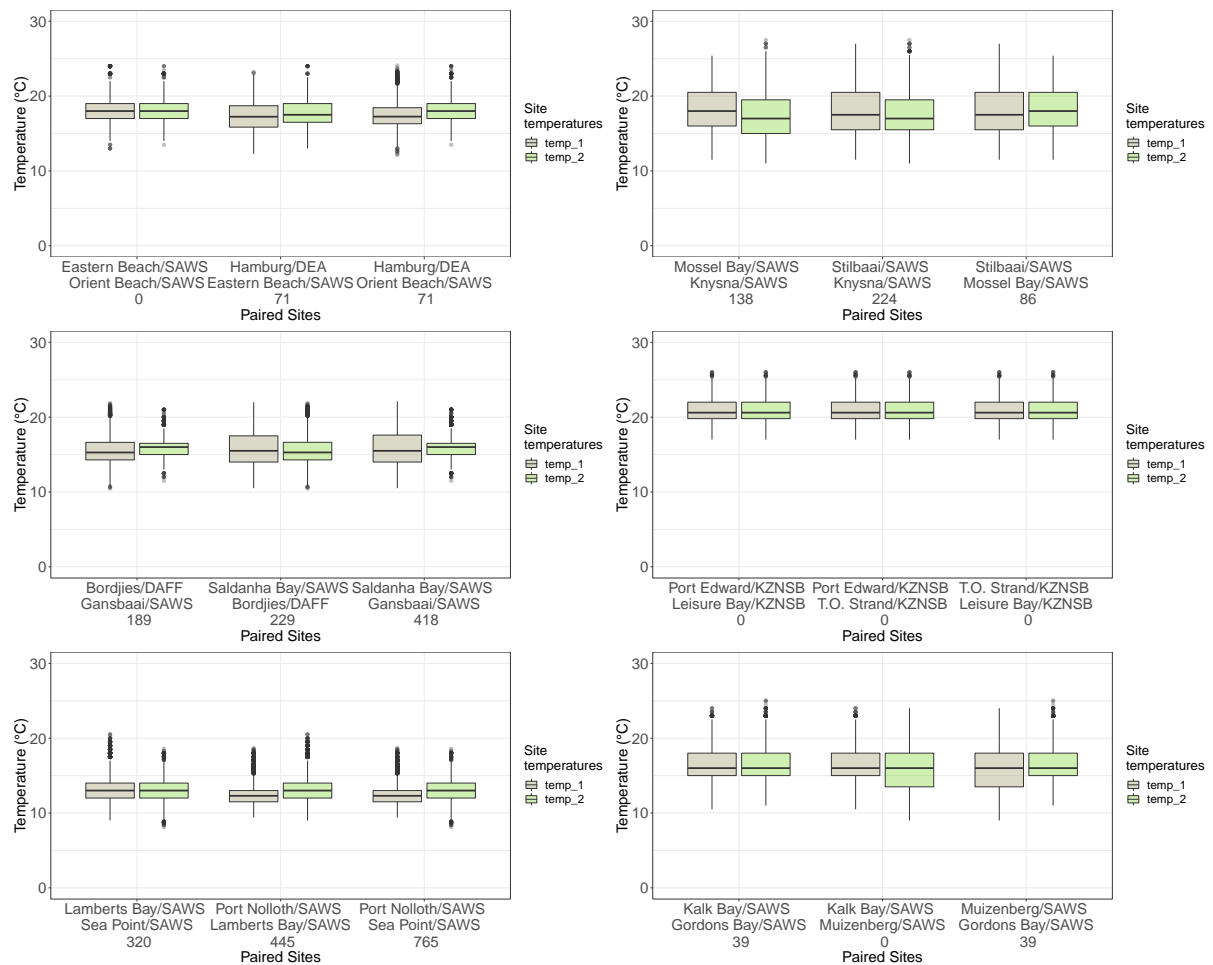 30
20
10
0
Temperature (°C)
Eastern Beach/SAWS Hamburg/DEA Hamburg/DEA
Orient Beach/SAWS Eastern Beach/SAWS Orient Beach/SAWS
0 71 71
Paired Sites
Site
temperatures
temp_1
temp_2
30
20
10
0
Temperature (°C)
Mossel Bay/SAWS Stilbaai/SAWS Stilbaai/SAWS
Knysna/SAWS Knysna/SAWS Mossel Bay/SAWS
138 224 86
Paired Sites
Site
temperatures
temp_1
temp_2
30
20
10
0
Temperature (°C)
Bordjies/DAFF Saldanha Bay/SAWS Saldanha Bay/SAWS
Gansbaai/SAWS Bordjies/DAFF Gansbaai/SAWS
189 229 418
Paired Sites
Site
temperatures
temp_1
temp_2
30
20
10
0
Temperature (°C)
Port Edward/KZNSB Port Edward/KZNSB T.O. Strand/KZNSB
Leisure Bay/KZNSB T.O. Strand/KZNSB Leisure Bay/KZNSB
0 0 0
Paired Sites
Site
temperatures
temp_1
temp_2
30
20
10
0
Temperature (°C)
Lamberts Bay/SAWS Port Nolloth/SAWS Port Nolloth/SAWS
Sea Point/SAWS Lamberts Bay/SAWS Sea Point/SAWS
320 445 765
Paired Sites
Site
temperatures
temp_1
temp_2
30
20
10
0
Temperature (°C)
Kalk Bay/SAWS Kalk Bay/SAWS Muizenberg/SAWS
Gordons Bay/SAWS Muizenberg/SAWS Gordons Bay/SAWS
39 0 39
Paired Sites
Site
temperatures
temp_1
temp_2